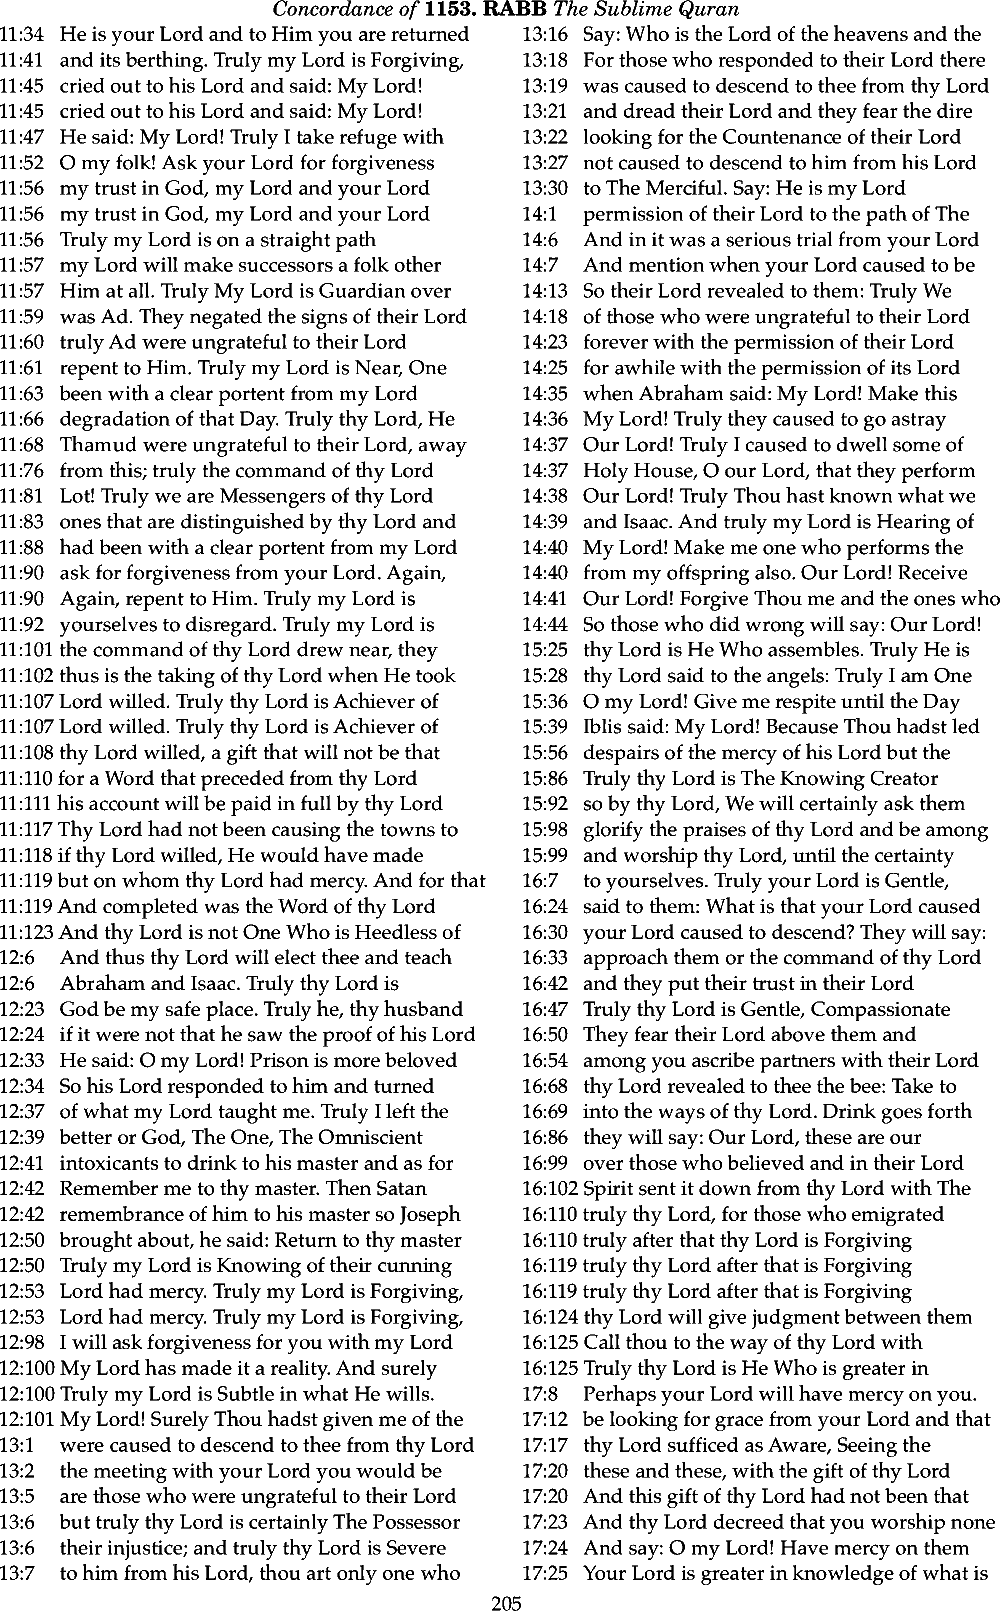 Concordance of 1153. RABB The Sublime Quran
11:34 He is your Lord and to Him you are returned
11:41 and its berthing. Truly my Lord is Forgiving,
11:45 cried out to his Lord and said: My Lord!
11:45 cried out to his Lord and said: My Lord!
11:47 He said: My Lord! Truly I take refuge with
11:52 O my folk! Ask your Lord for forgiveness
11:56 my trust in God, my Lord and your Lord
11:56 my trust in God, my Lord and your Lord
11:56 Truly my Lord is on a straight path
11:57 my Lord will make successors a folk other
11:57 Him at all. Truly My Lord is Guardian over
11:59 was Ad. They negated the signs of their Lord
11:60 truly Ad were ungrateful to their Lord
11:61 repent to Him. Truly my Lord is Near, One
11:63 been with a clear portent from my Lord
11:66 degradation of that Day. Truly thy Lord, He
11:68 Thamud were ungrateful to their Lord, away
11:76 from this; truly the command of thy Lord
11:81 Lot! Truly we are Messengers of thy Lord
11:83 ones that are distinguished by thy Lord and
11:88 had been with a clear portent from my Lord
11:90 ask for forgiveness from your Lord. Again,
11:90 Again, repent to Him. Truly my Lord is
11:92 yourselves to disregard. Truly my Lord is
11:101 the command of thy Lord drew near, they
11:102 thus is the taking of thy Lord when He took
11:107 Lord willed. Truly thy Lord is Achiever of
11:107 Lord willed. Truly thy Lord is Achiever of
11:108 thy Lord willed, a gift that will not be that
11:110 for a Word that preceded from thy Lord
11:111 his account will be paid in full by thy Lord
11:117 Thy Lord had not been causing the towns to
11:118 if thy Lord willed, He would have made
11:119 but on whom thy Lord had mercy. And for that
11:119 And completed was the Word of thy Lord
11:123 And thy Lord is not One Who is Heedless of
12:6 And thus thy Lord will elect thee and teach
12:6 Abraham and Isaac. Truly thy Lord is
12:23 God be my safe place. Truly he, thy husband
12:24 if it were not that he saw the proof of his Lord
12:33 He said: O my Lord! Prison is more beloved
12:34 So his Lord responded to him and turned
12:37 of what my Lord taught me. Truly I left the
12:39 better or God, The One, The Omniscient
12:41 intoxicants to drink to his master and as for
12:42 Remember me to thy master. Then Satan
12:42 remembrance of him to his master so Joseph
12:50 brought about, he said: Return to thy master
12:50 Truly my Lord is Knowing of their cunning
12:53 Lord had mercy. Truly my Lord is Forgiving,
12:53 Lord had mercy. Truly my Lord is Forgiving,
12:98 I will ask forgiveness for you with my Lord
12:100 My Lord has made it a reality. And surely
12:100 Truly my Lord is Subtle in what He wills.
12:101 My Lord! Surely Thou hadst given me of the
13:1 were caused to descend to thee from thy Lord
13:2 the meeting with your Lord you would be
13:5 are those who were ungrateful to their Lord
13:6 but truly thy Lord is certainly The Possessor
13:6 their injustice; and truly thy Lord is Severe
13:7 to him from his Lord, thou art only one who
13:16 Say: Who is the Lord of the heavens and the
13:18 For those who responded to their Lord there
13:19 was caused to descend to thee from thy Lord
13:21 and dread their Lord and they fear the dire
13:22 looking for the Countenance of their Lord
13:27 not caused to descend to him from his Lord
13:30 to The Merciful. Say: He is my Lord
14:1 permission of their Lord to the path of The
14:6 And in it was a serious trial from your Lord
14:7 And mention when your Lord caused to be
14:13 So their Lord revealed to them: Truly We
14:18 of those who were ungrateful to their Lord
14:23 forever with the permission of their Lord
14:25 for awhile with the permission of its Lord
14:35 when Abraham said: My Lord! Make this
14:36 My Lord! Truly they caused to go astray
14:37 Our Lord! Truly I caused to dwell some of
14:37 Holy House, O our Lord, that they perform
14:38 Our Lord! Truly Thou hast known what we
14:39 and Isaac. And truly my Lord is Hearing of
14:40 My Lord! Make me one who performs the
14:40 from my offspring also. Our Lord! Receive
14:41 Our Lord! Forgive Thou me and the ones who
14:44 So those who did wrong will say: Our Lord!
15:25 thy Lord is He Who assembles. Truly He is
15:28 thy Lord said to the angels: Truly I am One
15:36 O my Lord! Give me respite until the Day
15:39 Iblis said: My Lord! Because Thou hadst led
15:56 despairs of the mercy of his Lord but the
15:86 Truly thy Lord is The Knowing Creator
15:92 so by thy Lord, We will certainly ask them
15:98 glorify the praises of thy Lord and be among
15:99 and worship thy Lord, until the certainty
16:7 to yourselves. Truly your Lord is Gentle,
16:24 said to them: What is that your Lord caused
16:30 your Lord caused to descend? They will say:
16:33 approach them or the command of thy Lord
16:42 and they put their trust in their Lord
16:47 Truly thy Lord is Gentle, Compassionate
16:50 They fear their Lord above them and
16:54 among you ascribe partners with their Lord
16:68 thy Lord revealed to thee the bee: Take to
16:69 into the ways of thy Lord. Drink goes forth
16:86 they will say: Our Lord, these are our
16:99 over those who believed and in their Lord
16:102 Spirit sent it down from thy Lord with The
16:110 truly thy Lord, for those who emigrated
16:110 truly after that thy Lord is Forgiving
16:119 truly thy Lord after that is Forgiving
16:119 truly thy Lord after that is Forgiving
16:124 thy Lord will give judgment between them
16:125 Call thou to the way of thy Lord with
16:125 Truly thy Lord is He Who is greater in
17:8 Perhaps your Lord will have mercy on you.
17:12 be looking for grace from your Lord and that
17:17 thy Lord sufficed as Aware, Seeing the
17:20 these and these, with the gift of thy Lord
17:20 And this gift of thy Lord had not been that
17:23 And thy Lord decreed that you worship none
17:24 And say: O my Lord! Have mercy on them
17:25 Your Lord is greater in knowledge of what is
205